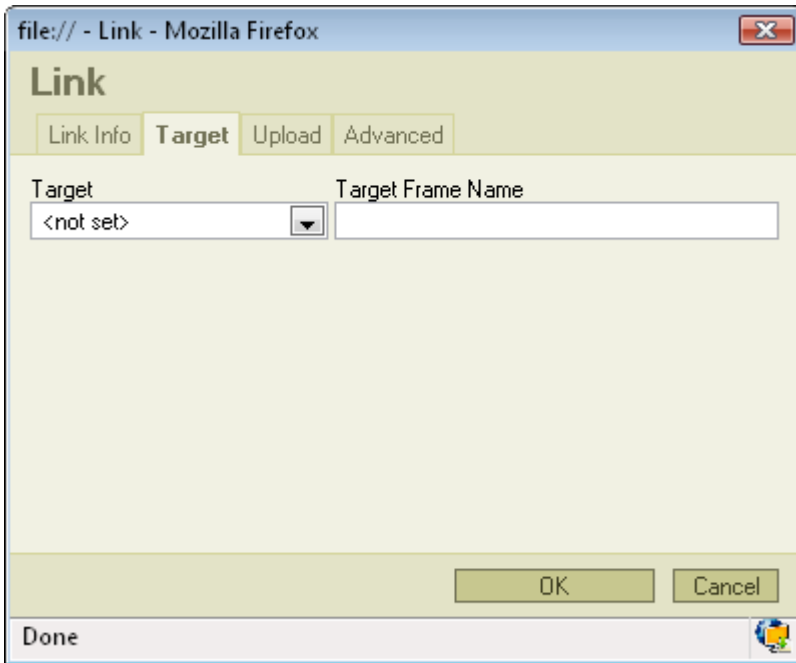 file:// - Link - Mozilla Firefox
Link
Link Info Target Upload Advanced
Target Target Frame Name
<not set>
OK Cancel
Done